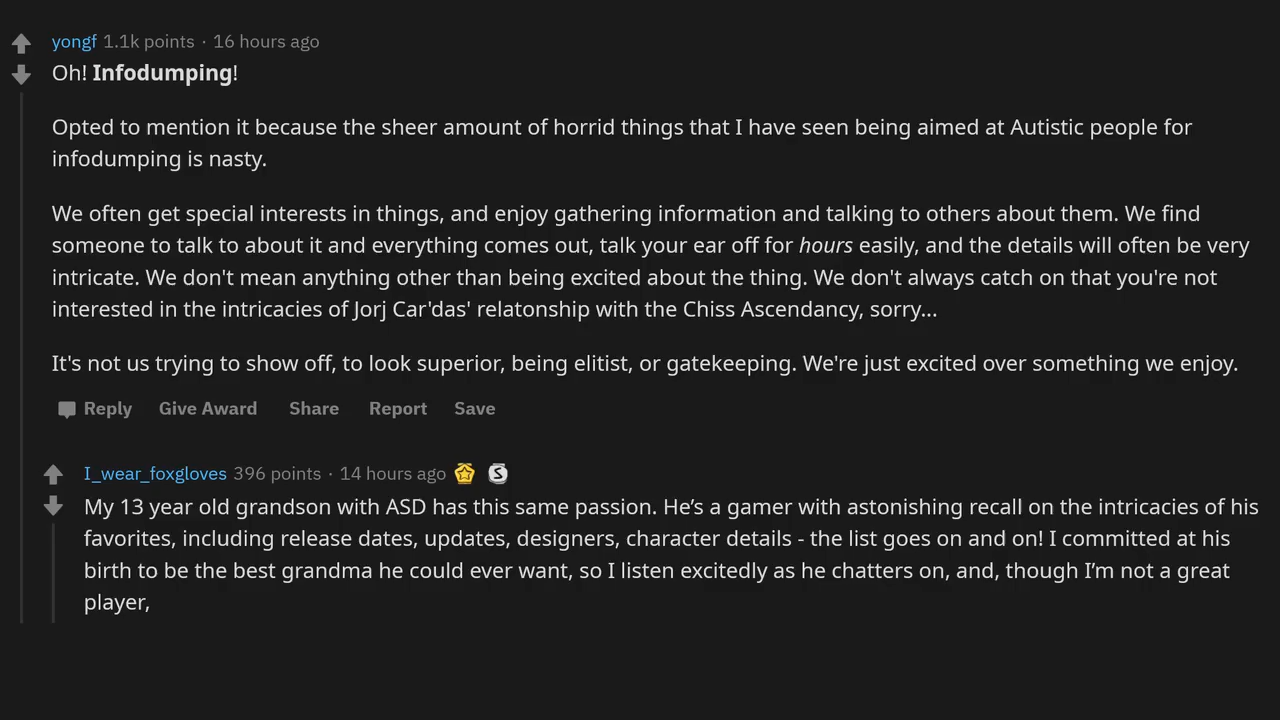 yongf 1.1k points · 16 hours ago
Oh! Infodumping!
Opted to mention it because the sheer amount of horrid things that I have seen being aimed at Autistic people for
infodumping is nasty.
We often get special interests in things, and enjoy gathering information and talking to others about them. We find
someone to talk to about it and everything comes out, talk your ear off for hours easily, and the details will often be very
intricate. We don't mean anything other than being excited about the thing. We don't always catch on that you're not
interested in the intricacies of Jorj Car'das' relatonship with the Chiss Ascendancy, sorry...
It's not us trying to show off, to look superior, being elitist, or gatekeeping. We're just excited over something we enjoy.
Reply Give Award Share Report Save
I_wear_foxgloves 396 points · 14 hours ago S
My 13 year old grandson with ASD has this same passion. He’s a gamer with astonishing recall on the intricacies of his
favorites, including release dates, updates, designers, character details - the list goes on and on! I committed at his
birth to be the best grandma he could ever want, so I listen excitedly as he chatters on, and, though I’m not a great
player,